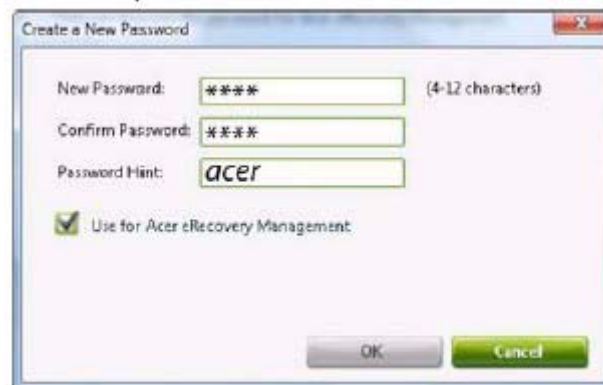 Create a New Password
New Password: **** (4-12 characters)
Confirm Password: ****
Password Hint: acer
Use for Acer eRecovery Management
OK Cancel